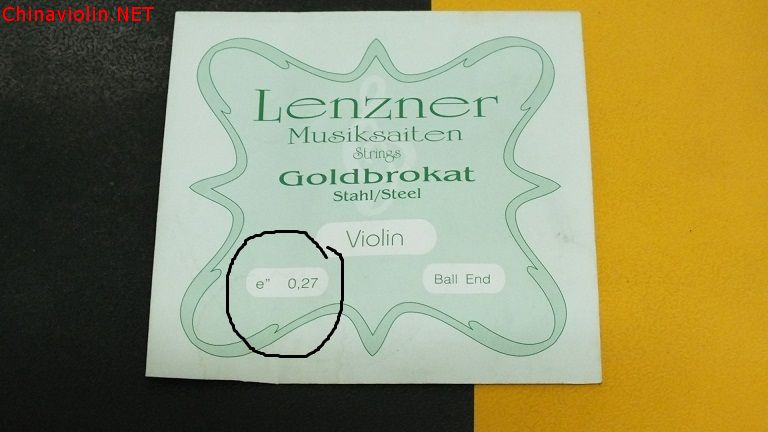 Chinaviolin.NET
Lenzner
Musiksaiten
Strings
Goldbrokat
Stahl/Steel
Violin
e” 0,27
Ball End